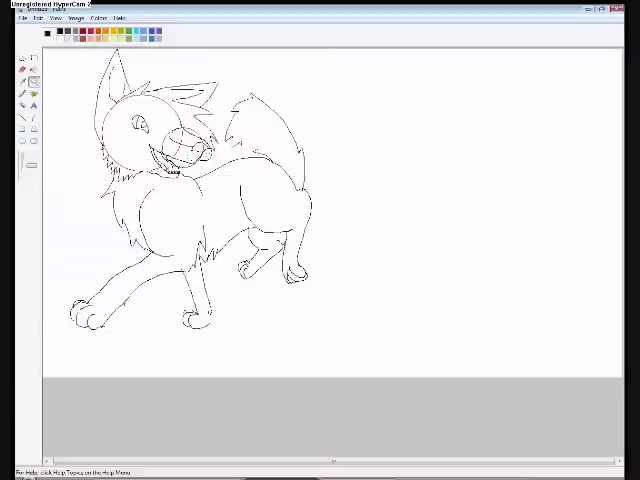 Unregistered HyperCam 2
File Edit View Image Colors Help
For Help, click Help Topics on the Help Menu.